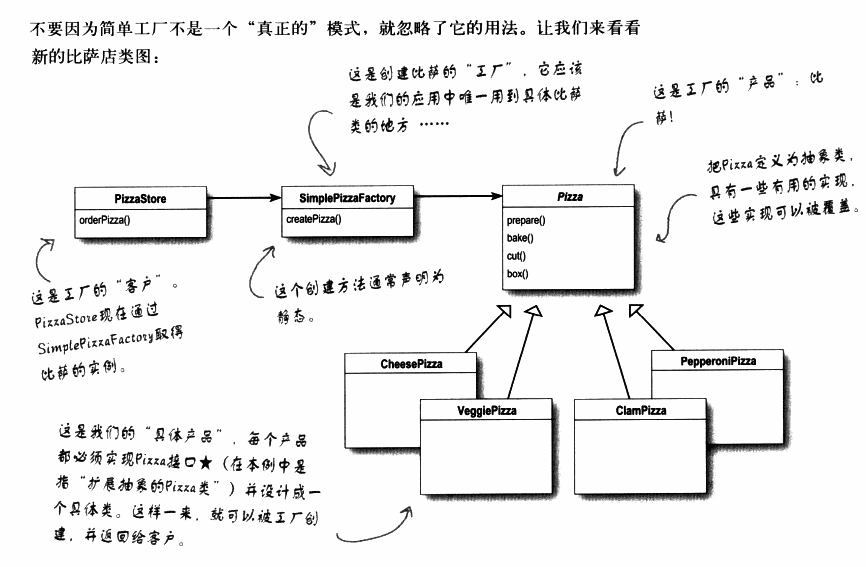 不要因为简单工厂不是一个“真正的”模式，就忽略了它的用法。让我们来看看
新的比萨店类图：
这是创建比萨的“工厂”，它应该
是我们的应用中唯一用到具体比萨
类的地方……
这是工厂的“产品”：比
萨！
把Pizza定义为抽象类，
具有一些有用的实现，
这些实现可以被覆盖。
PizzaStore
orderPizza()
SimplePizzaFactory
createPizza()
Pizza
prepare()
bake()
cut()
box()
这是工厂的“客户”。
PizzaStore现在通过
SimplePizzaFactory取得
比萨的实例。
这个创建方法通常声明为
静态。
CheesePizza
VeggiePizza
ClamPizza
PepperoniPizza
这是我们的“具体产品”，每个产品
都必须实现Pizza接口★（在本例中是
指“扩展抽象的Pizza类”）并设计成一
个具体类。这样一来，就可以被工厂创
建，并返回给客户。